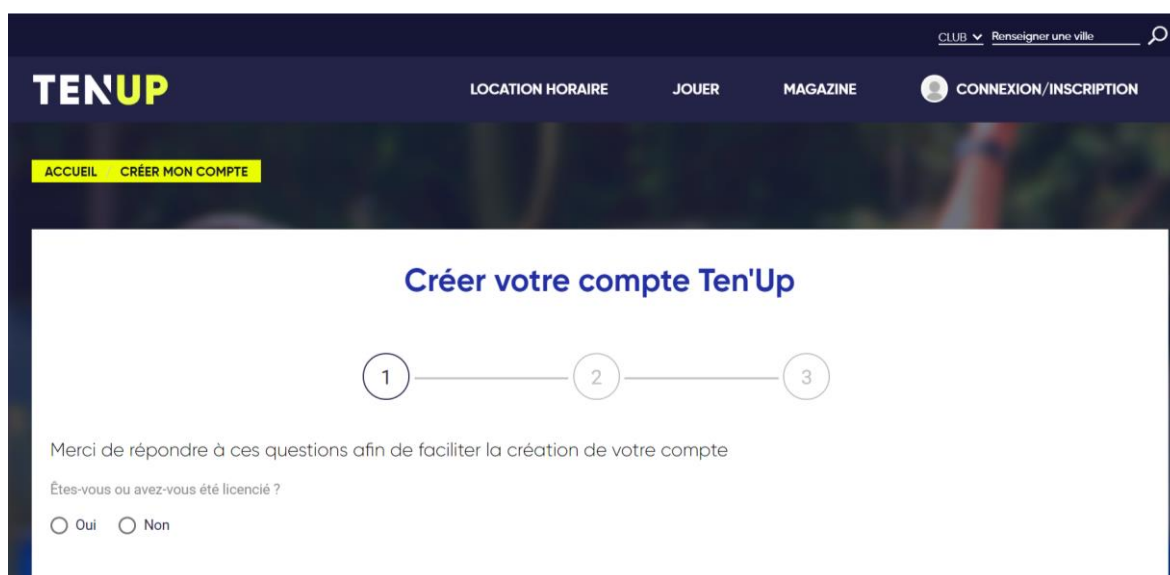 CLUB Renseigner une ville
TEN'UP LOCATION HORAIRE JOUER MAGAZINE CONNEXION/INSCRIPTION
ACCUEIL / CRÉER MON COMPTE
Créer votre compte Ten'Up
1 2 3
Merci de répondre à ces questions afin de faciliter la création de votre compte
Êtes-vous ou avez-vous été licencié ?
Oui Non